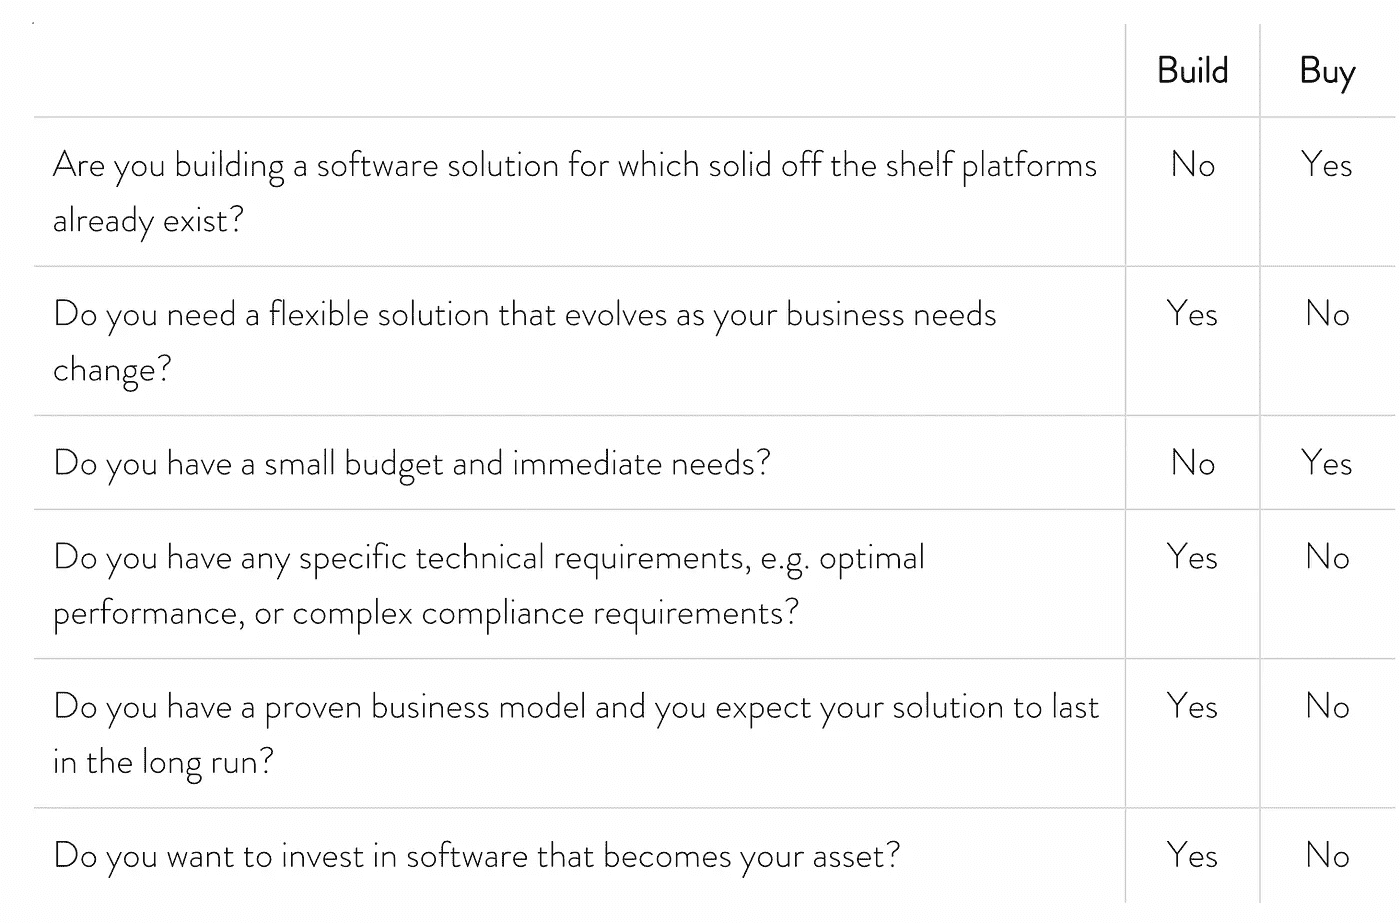 Build Buy
Are you building a software solution for which solid off the shelf platforms No Yes
already exist?
Do you need a flexible solution that evolves as your business needs Yes No
change?
Do you have a small budget and immediate needs? No Yes
Do you have any specific technical requirements, e.g. optimal Yes No
performance, or complex compliance requirements?
Do you have a proven business model and you expect your solution to last Yes No
in the long run?
Do you want to invest in software that becomes your asset? Yes No